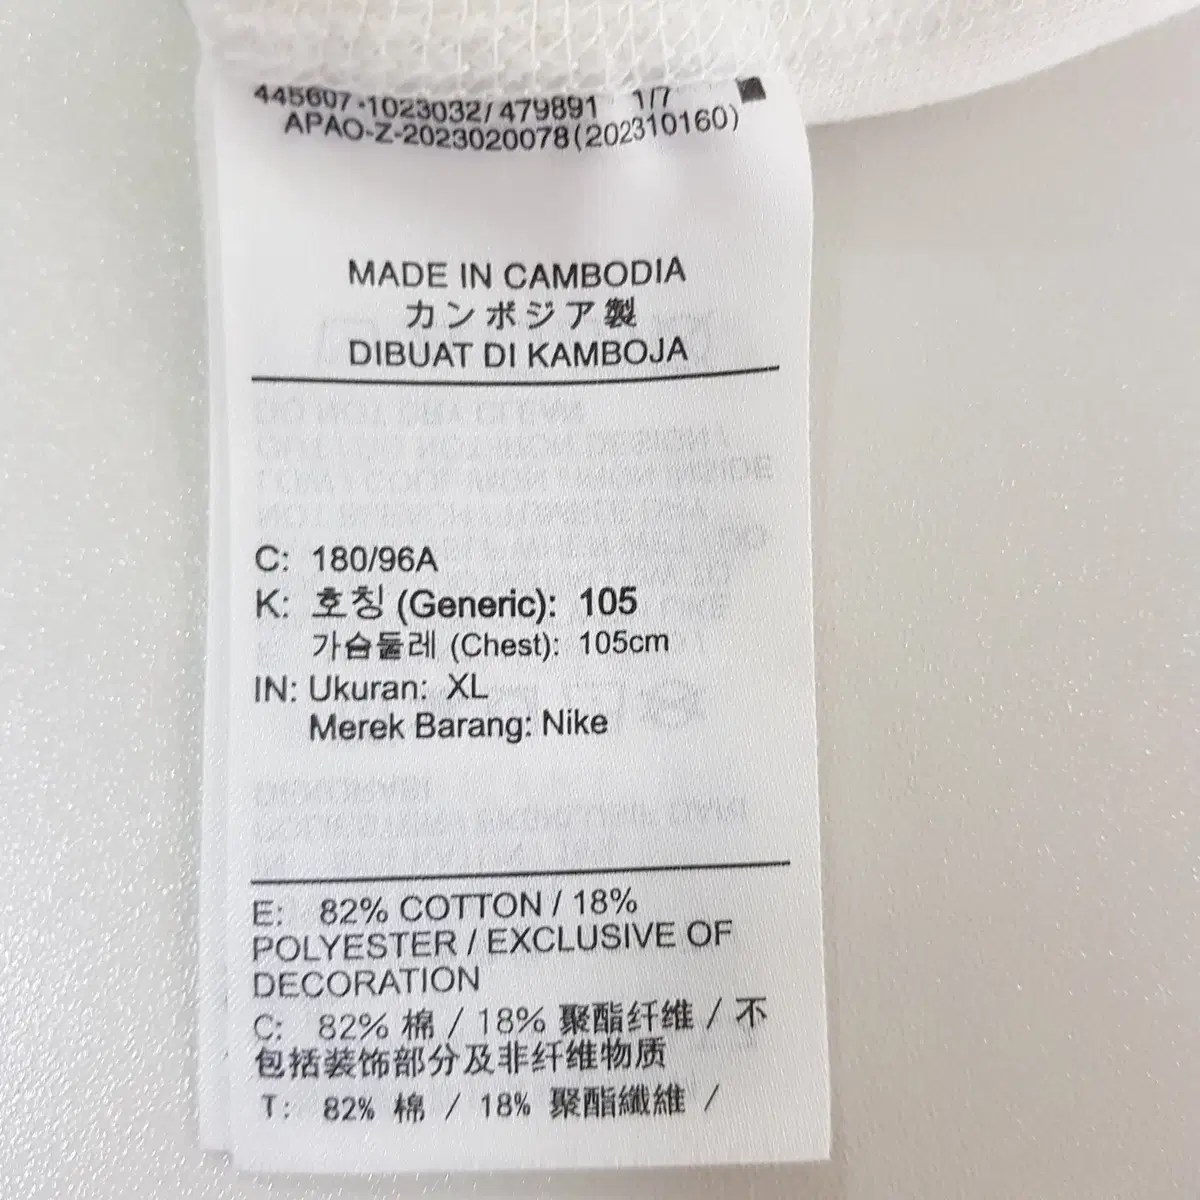 445607-1023032/479891 1/7
APAO-Z-2023020078(202310160)
MADE IN CAMBODIA
カンボジア製
DIBUAT DI KAMBOJA
C: 180/96A
K: 호칭 (Generic): 105
가슴둘레 (Chest): 105cm
IN: Ukuran: XL
Merek Barang: Nike
E: 82% COTTON / 18%
POLYESTER / EXCLUSIVE OF
DECORATION
C: 82% 棉 / 18% 聚酯纤维 / 不
包括装饰部分及非纤维物质
T: 82% 棉 / 18% 聚酯纖維 /